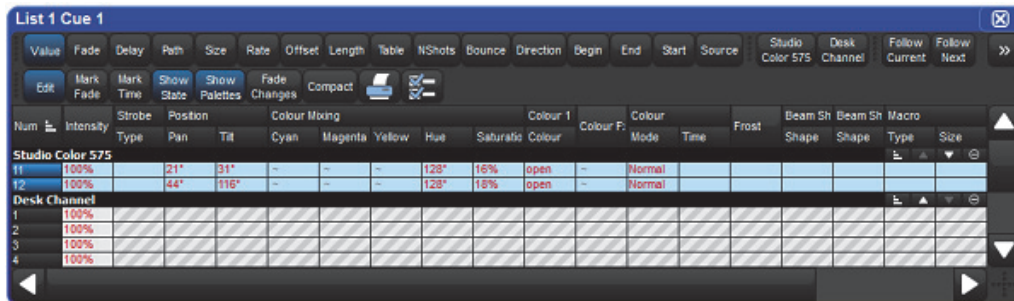 List 1 Cue 1
Value Fade Delay Path Size Rate Offset Length Table NShots Bounce Direction Begin End Start Source Studio Color 575 Desk Channel Follow Current Follow Next »
Edit Mark Fade Mark Time Show State Show Palettes Fade Changes Compact
Num Intensity Strobe Position Colour Mixing Colour 1 Colour F: Colour Frost Beam Sh Beam Sh Macro
Type Pan Tilt Cyan Magenta Yellow Hue Saturatic Colour Mode Time Shape Shape Type Size
Studio Color 575
11 100% 21° 31° ~ ~ ~ 128° 16% open ~ Normal
12 100% 44° 116° ~ ~ ~ 128° 18% open ~ Normal
Desk Channel
1 100%
2 100%
3 100%
4 100%